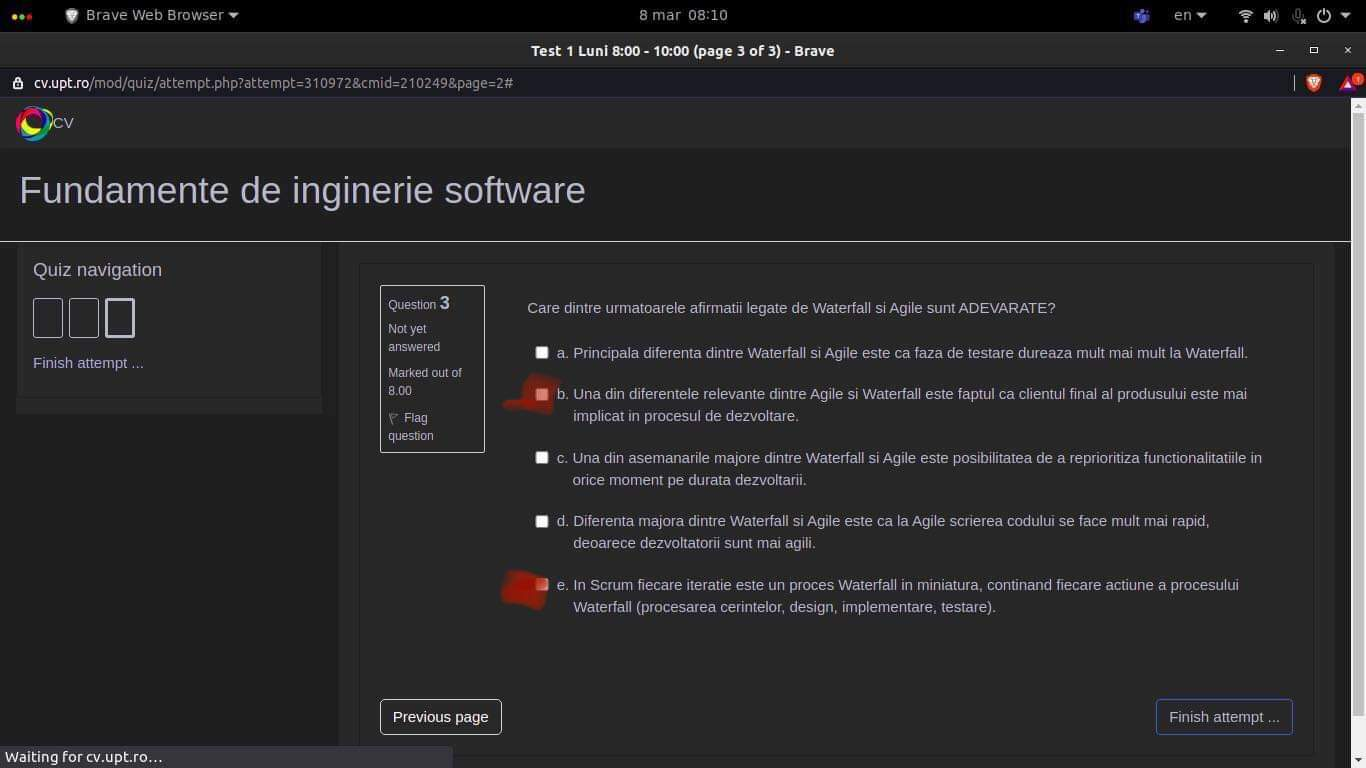 Brave Web Browser
8 mar 08:10
en
Test 1 Luni 8:00 - 10:00 (page 3 of 3) - Brave
cv.upt.ro/mod/quiz/attempt.php?attempt=310972&cmid=210249&page=2#
CV
Fundamente de inginerie software
Quiz navigation
Finish attempt ...
Question 3
Not yet
answered
Marked out of
8.00
Flag
question
Care dintre urmatoarele afirmatii legate de Waterfall si Agile sunt ADEVARATE?
a. Principala diferenta dintre Waterfall si Agile este ca faza de testare dureaza mult mai mult la Waterfall.
b. Una din diferentele relevante dintre Agile si Waterfall este faptul ca clientul final al produsului este mai
implicat in procesul de dezvoltare.
c. Una din asemanarile majore dintre Waterfall si Agile este posibilitatea de a reprioritiza functionalitatiile in
orice moment pe durata dezvoltarii.
d. Diferenta majora dintre Waterfall si Agile este ca la Agile scrierea codului se face mult mai rapid,
deoarece dezvoltatorii sunt mai agili.
e. In Scrum fiecare iteratie este un proces Waterfall in miniatura, continand fiecare actiune a procesului
Waterfall (procesarea cerintelor, design, implementare, testare).
Previous page
Finish attempt ...
Waiting for cv.upt.ro...